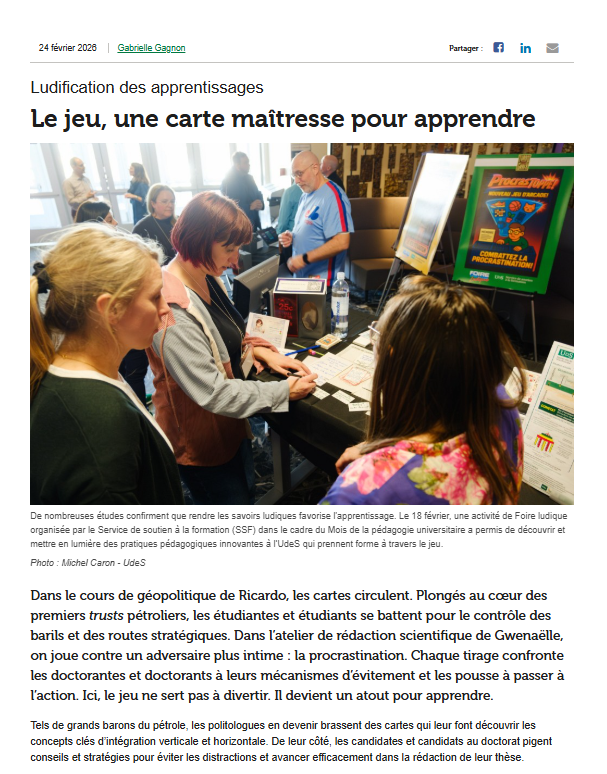 24 février 2026 | Gabrielle Gagnon
Partager :
Ludification des apprentissages
Le jeu, une carte maîtresse pour apprendre
PROCRASTOPPE!
NOUVEAU JEU D'ARCADE!
COMBATTEZ LA
PROCRASTINATION!
FOIRE
UdeS
De nombreuses études confirment que rendre les savoirs ludiques favorise l'apprentissage. Le 18 février, une activité de Foire ludique
organisée par le Service de soutien à la formation (SSF) dans le cadre du Mois de la pédagogie universitaire a permis de découvrir et
mettre en lumière des pratiques pédagogiques innovantes à l'UdeS qui prennent forme à travers le jeu.
Photo : Michel Caron - UdeS
Dans le cours de géopolitique de Ricardo, les cartes circulent. Plongés au cœur des
premiers trusts pétroliers, les étudiantes et étudiants se battent pour le contrôle des
barils et des routes stratégiques. Dans l'atelier de rédaction scientifique de Gwenaëlle,
on joue contre un adversaire plus intime : la procrastination. Chaque tirage confronte
les doctorantes et doctorants à leurs mécanismes d'évitement et les pousse à passer à
l'action. Ici, le jeu ne sert pas à divertir. Il devient un atout pour apprendre.
Tels de grands barons du pétrole, les politologues en devenir brassent des cartes qui leur font découvrir les
concepts clés d'intégration verticale et horizontale. De leur côté, les candidates et candidats au doctorat pigent
conseils et stratégies pour éviter les distractions et avancer efficacement dans la rédaction de leur thèse.